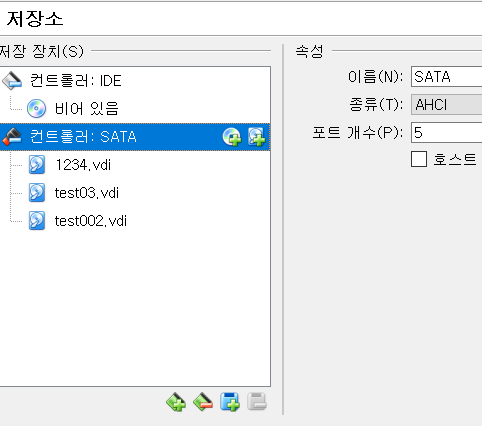 저장소
저장 장치(S)
컨트롤러: IDE
비어 있음
컨트롤러: SATA
1234.vdi
test03.vdi
test002.vdi
속성
이름(N): SATA
종류(T): AHCI
포트 개수(P): 5
호스트